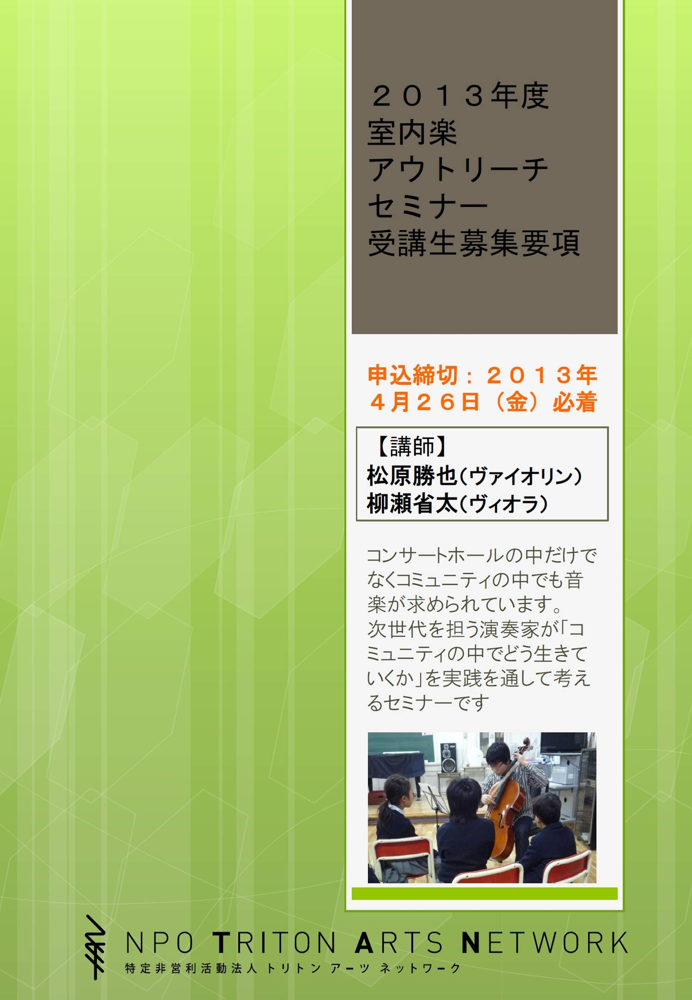 ２０１３年度
室内楽
アウトリーチ
セミナー
受講生募集要項
申込締切：２０１３年
４月２６日（金）必着
【講師】
松原勝也（ヴァイオリン）
柳瀬省太（ヴィオラ）
コンサートホールの中だけで
なくコミュニティの中でも音
楽が求められています。
次世代を担う演奏家が「コ
ミュニティの中でどう生きて
いくか」を実践を通して考え
るセミナーです
NPO TRITON ARTS NETWORK
特定非営利活動法人 トリトン アーツ ネットワーク